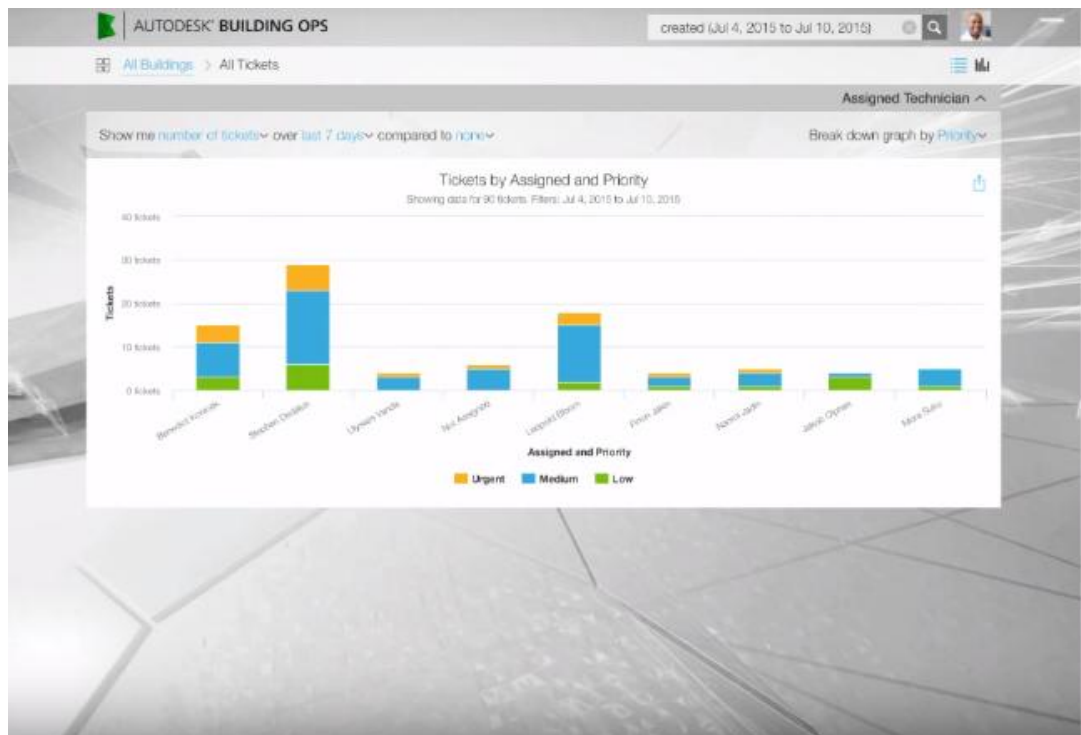 AUTODESK® BUILDING OPS
created (Jul 4, 2015 to Jul 10, 2015)
All Buildings > All Tickets
Assigned Technician
Show me number of tickets over last 7 days compared to none
Break down graph by Priority
Tickets by Assigned and Priority
Showing data for 90 tickets. Filters: Jul 4, 2015 to Jul 10, 2015
40 tickets
30 tickets
20 tickets
10 tickets
0 tickets
Tickets
Benedict
Stephen
Not Assigned
Leopold Bloom
Jakob
Assigned and Priority
Urgent Medium Low